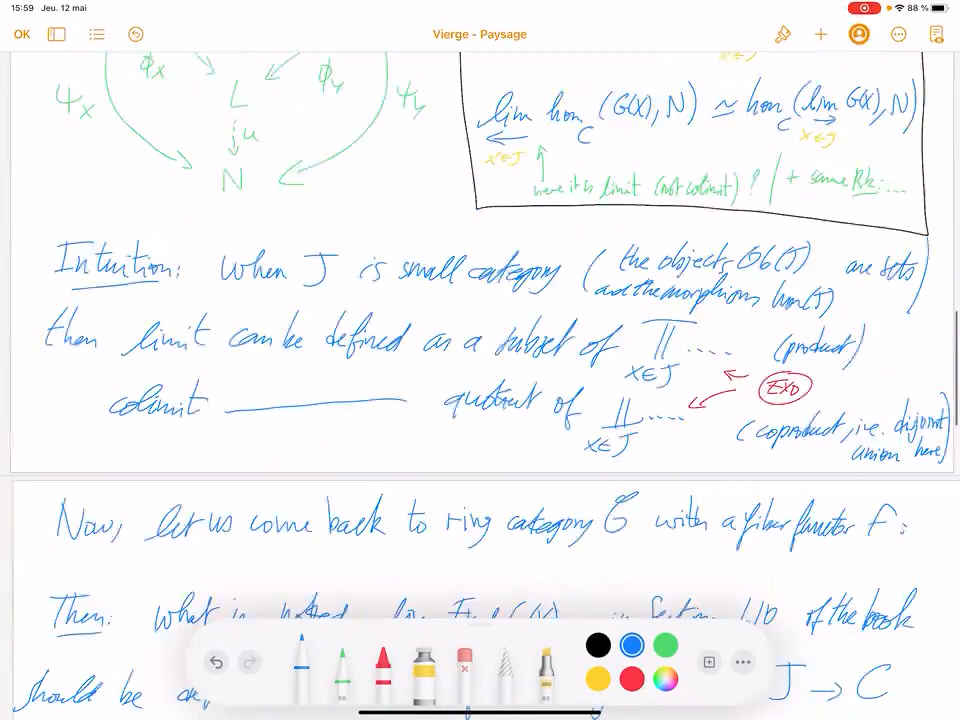 15:59 Jeu. 12 mai
88 %
OK
Vierge - Paysage
X∈J
ϕx ϕy
ψx L ψy
∃u
N
lim hom (G(X), N) ≃ hom (lim G(X), N)
← C C →
X∈J X∈J
here it is limit (not colimit)? / + same Rk: ...
Intuition: when J is small category (the objects Ob(J) are sets)
and the morphisms hom(J)
then limit can be defined as a subset of ∏ .... (product)
X∈J
EXO
colimit ———— quotient of ∐ ....
X∈J
(coproduct, i.e. disjoint
union here)
Now, let us come back to ring category C with a fiber functor F:
Then: what is in Section 1.10 of the book
should be J → C